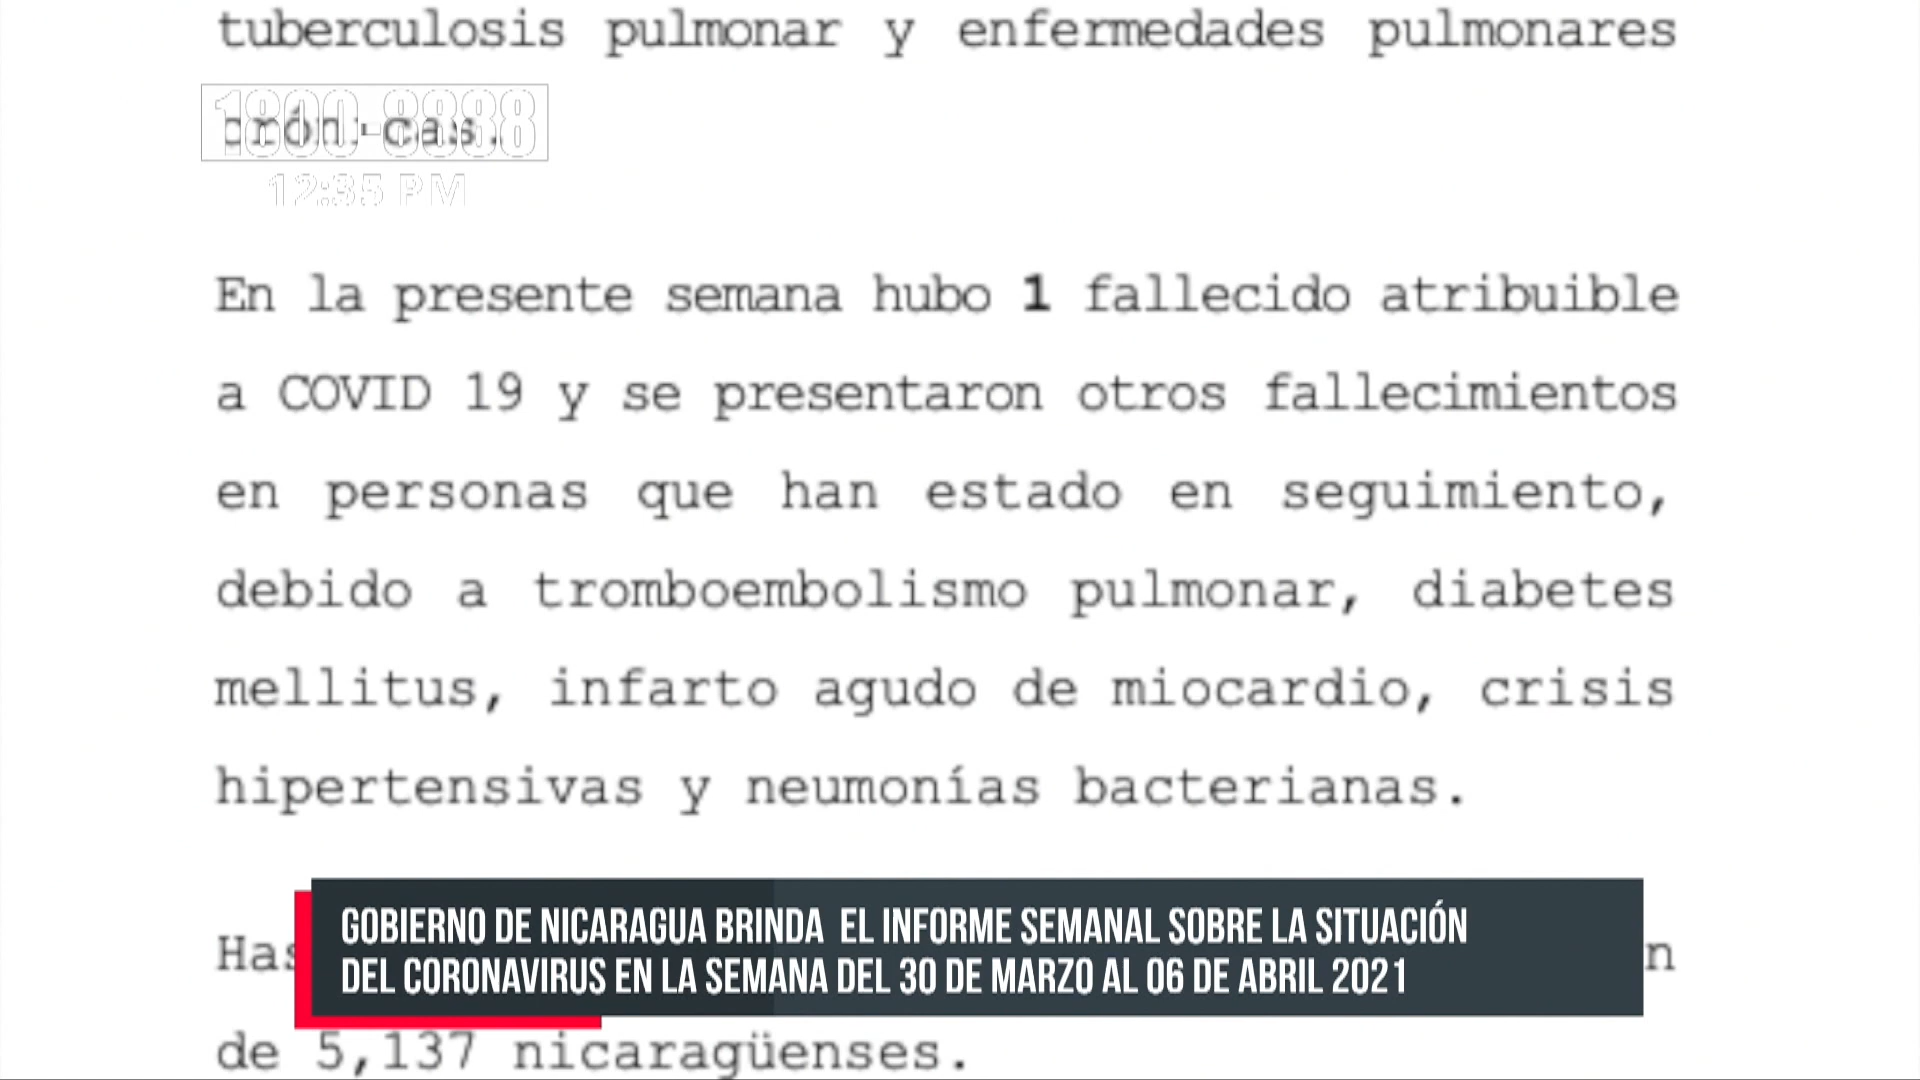 tuberculosis pulmonar y enfermedades pulmonares
crónicas.
1800-8888
12:35 PM
En la presente semana hubo 1 fallecido atribuible
a COVID 19 y se presentaron otros fallecimientos
en personas que han estado en seguimiento,
debido a tromboembolismo pulmonar, diabetes
mellitus, infarto agudo de miocardio, crisis
hipertensivas y neumonías bacterianas.
GOBIERNO DE NICARAGUA BRINDA EL INFORME SEMANAL SOBRE LA SITUACIÓN
DEL CORONAVIRUS EN LA SEMANA DEL 30 DE MARZO AL 06 DE ABRIL 2021
de 5,137 nicaragüenses.